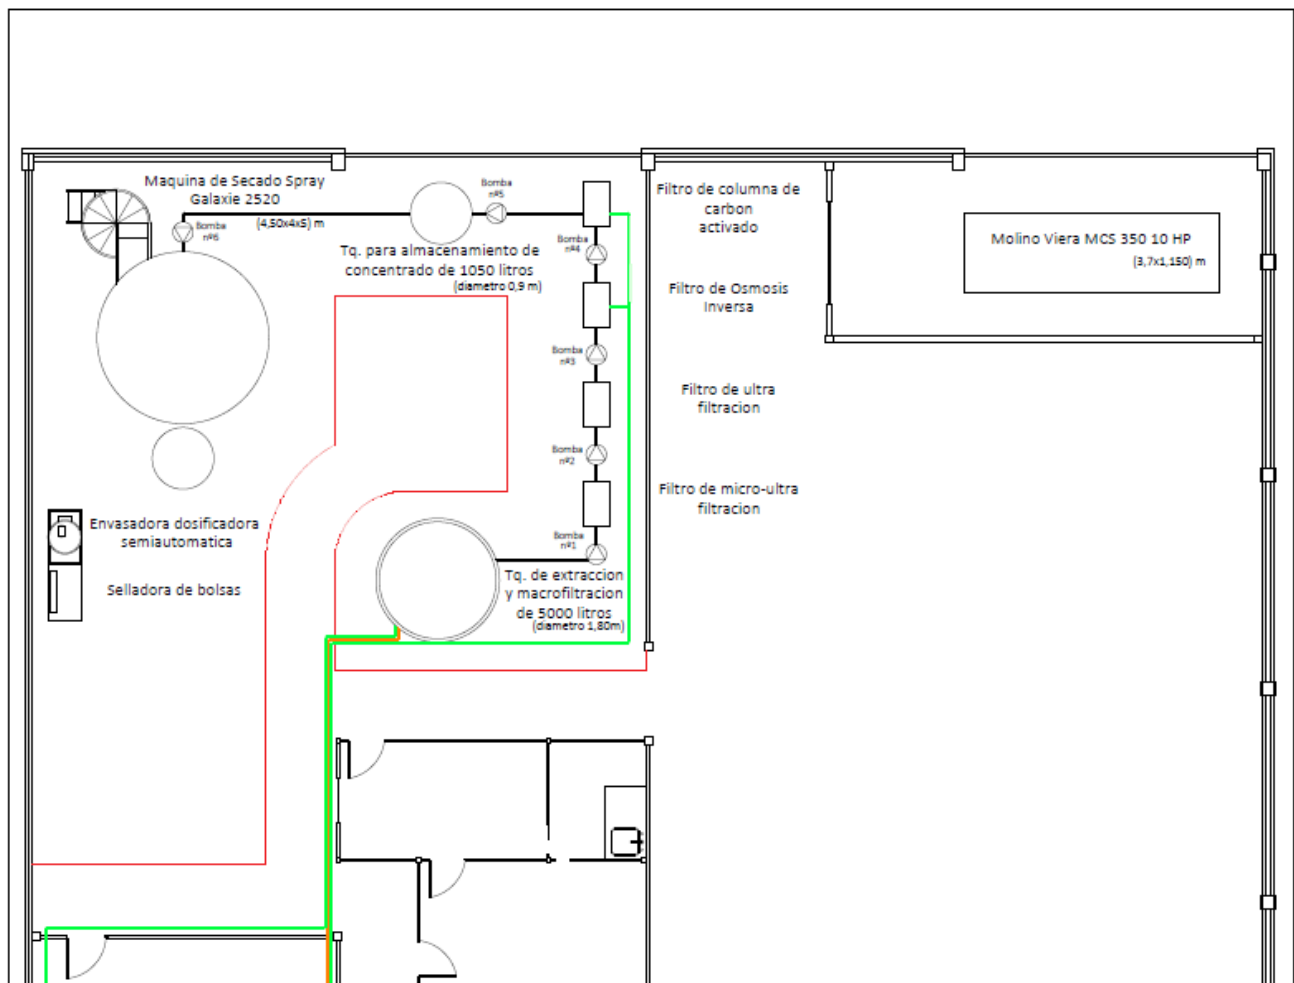 Maquina de Secado Spray
Galaxie 2520
(4,50x4x5) m
Bomba
nº6
Bomba
nº5
Tq. para almacenamiento de
concentrado de 1050 litros
(diametro 0,9 m)
Bomba
nº4
Bomba
nº3
Bomba
nº2
Bomba
nº1
Filtro de columna de
carbon
activado
Filtro de Osmosis
Inversa
Filtro de ultra
filtracion
Filtro de micro-ultra
filtracion
Molino Viera MCS 350 10 HP
(3,7x1,150) m
Envasadora dosificadora
semiautomatica
Selladora de bolsas
Tq. de extraccion
y macrofiltracion
de 5000 litros
(diametro 1,80m)